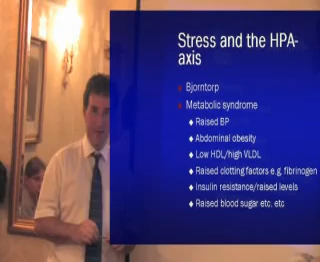 Stress and the HPA-
axis
Bjorntorp
Metabolic syndrome
Raised BP
Abdominal obesity
Low HDL/high VLDL
Raised clotting factors e.g. fibrinogen
Insulin resistance/raised levels
Raised blood sugar etc. etc